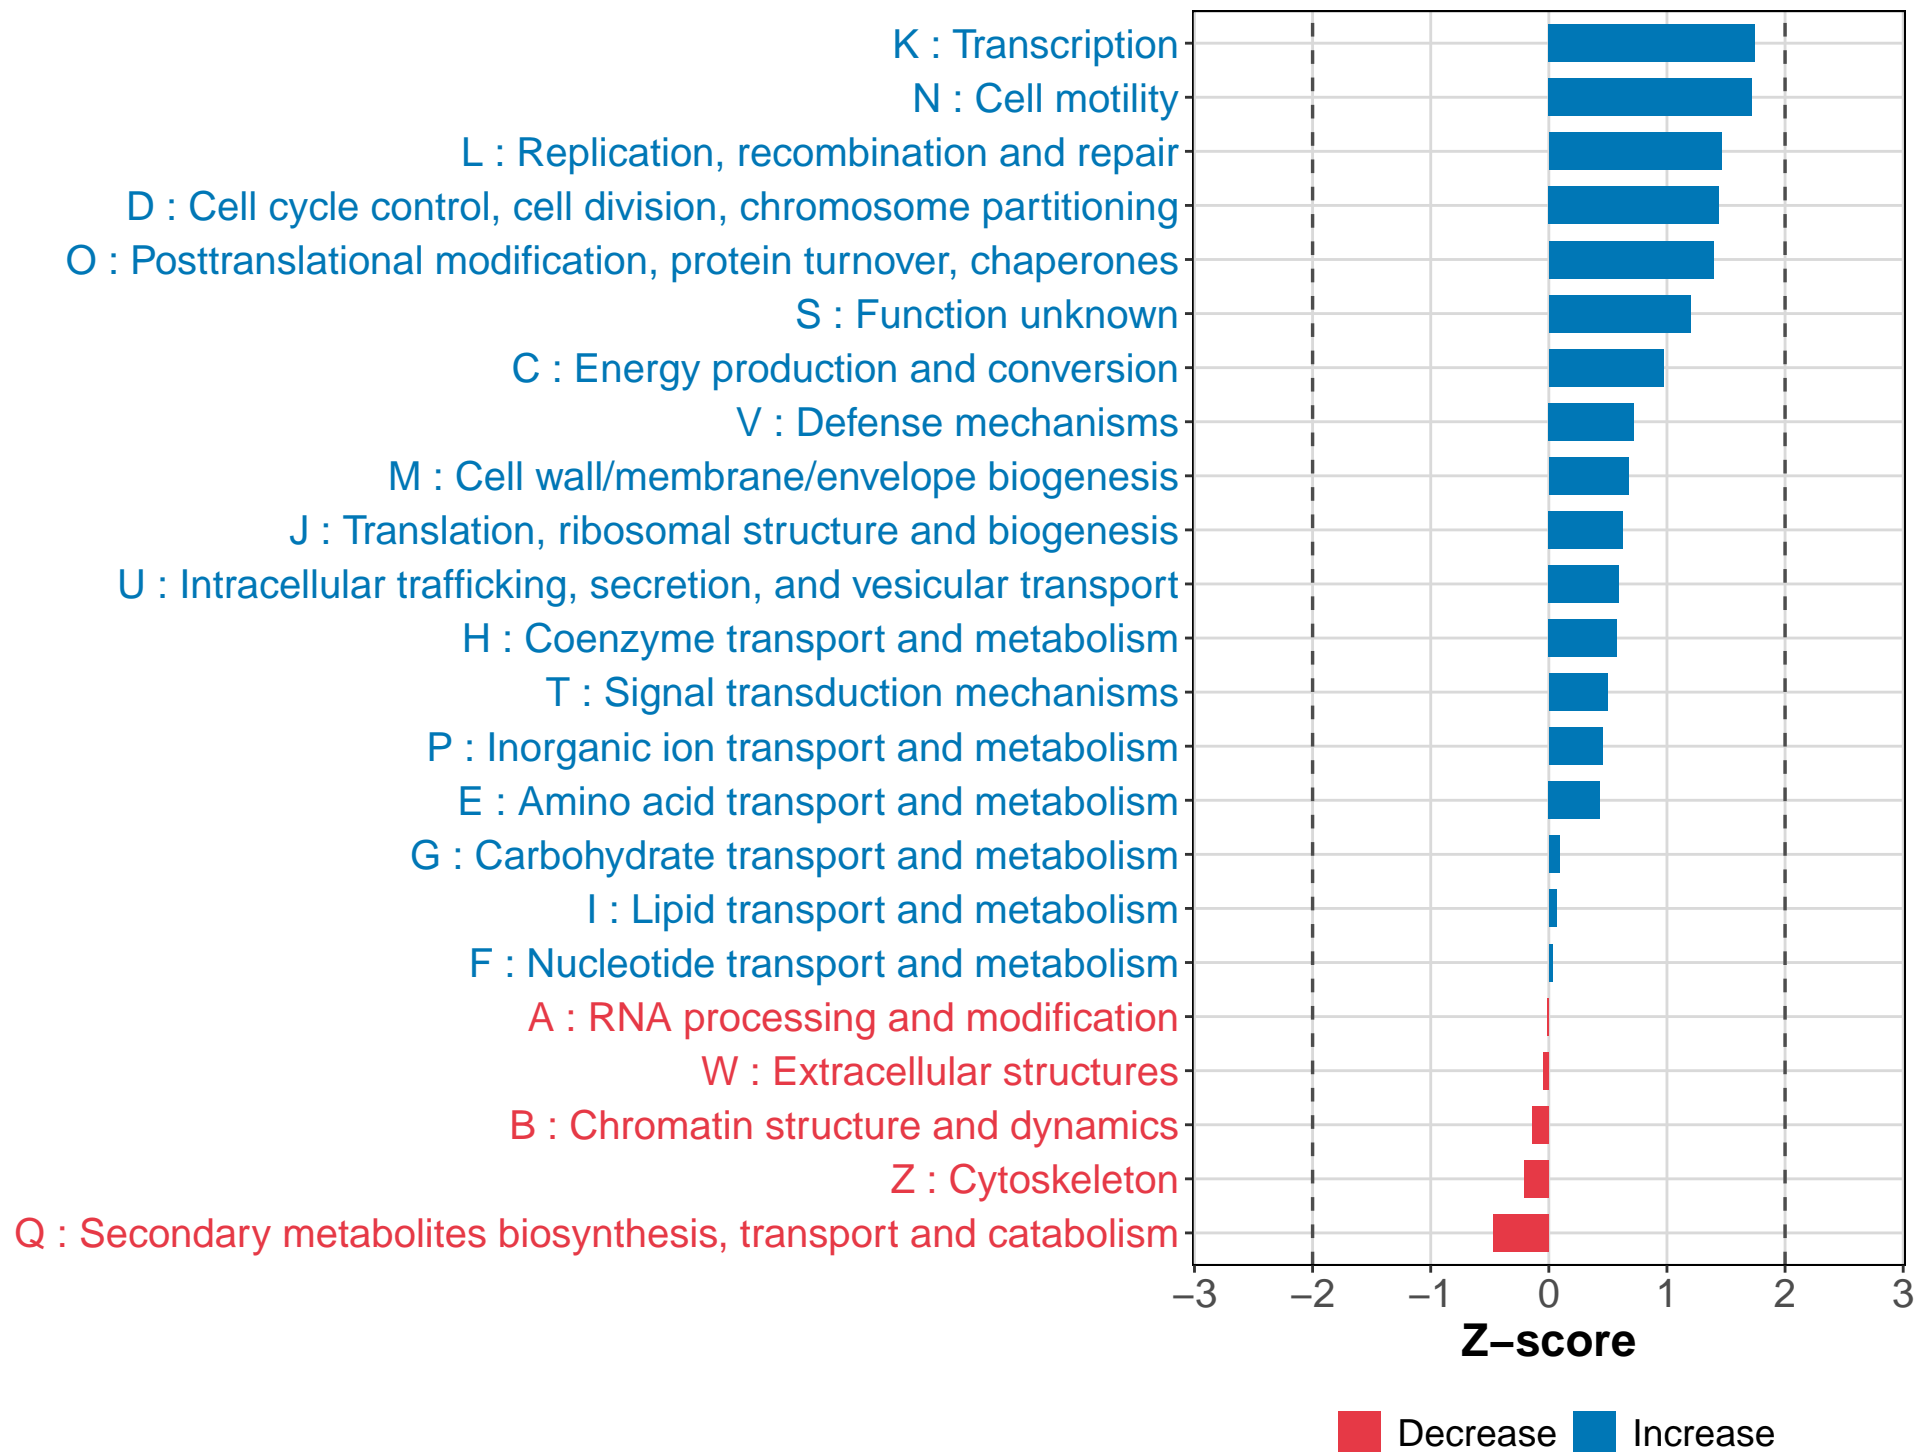 K : Transcription
N : Cell motility
L : Replication, recombination and repair
D : Cell cycle control, cell division, chromosome partitioning
O : Posttranslational modification, protein turnover, chaperones
S : Function unknown
C : Energy production and conversion
V : Defense mechanisms
M : Cell wall/membrane/envelope biogenesis
J : Translation, ribosomal structure and biogenesis
U : Intracellular trafficking, secretion, and vesicular transport
H : Coenzyme transport and metabolism
T : Signal transduction mechanisms
P : Inorganic ion transport and metabolism
E : Amino acid transport and metabolism
G : Carbohydrate transport and metabolism
I : Lipid transport and metabolism
F : Nucleotide transport and metabolism
A : RNA processing and modification
W : Extracellular structures
B : Chromatin structure and dynamics
Z : Cytoskeleton
Q : Secondary metabolites biosynthesis, transport and catabolism
−3 −2 −1 0 1 2 3
Z−score
Decrease Increase